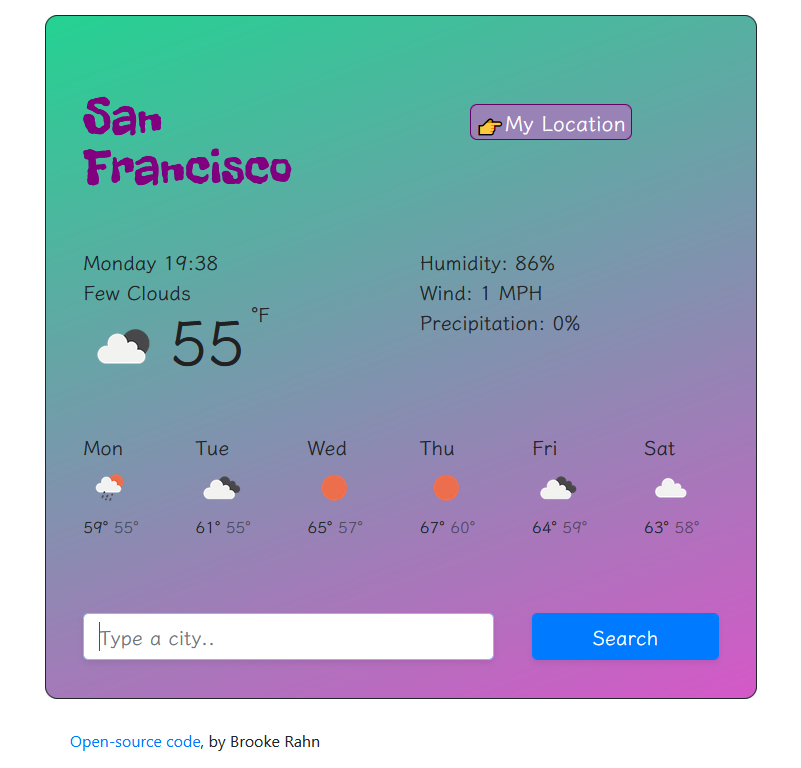 San
Francisco
👉My Location
Monday 19:38
Few Clouds
55 °F
Humidity: 86%
Wind: 1 MPH
Precipitation: 0%
Mon Tue Wed Thu Fri Sat
59° 55° 61° 55° 65° 57° 67° 60° 64° 59° 63° 58°
Type a city..
Search
Open-source code, by Brooke Rahn